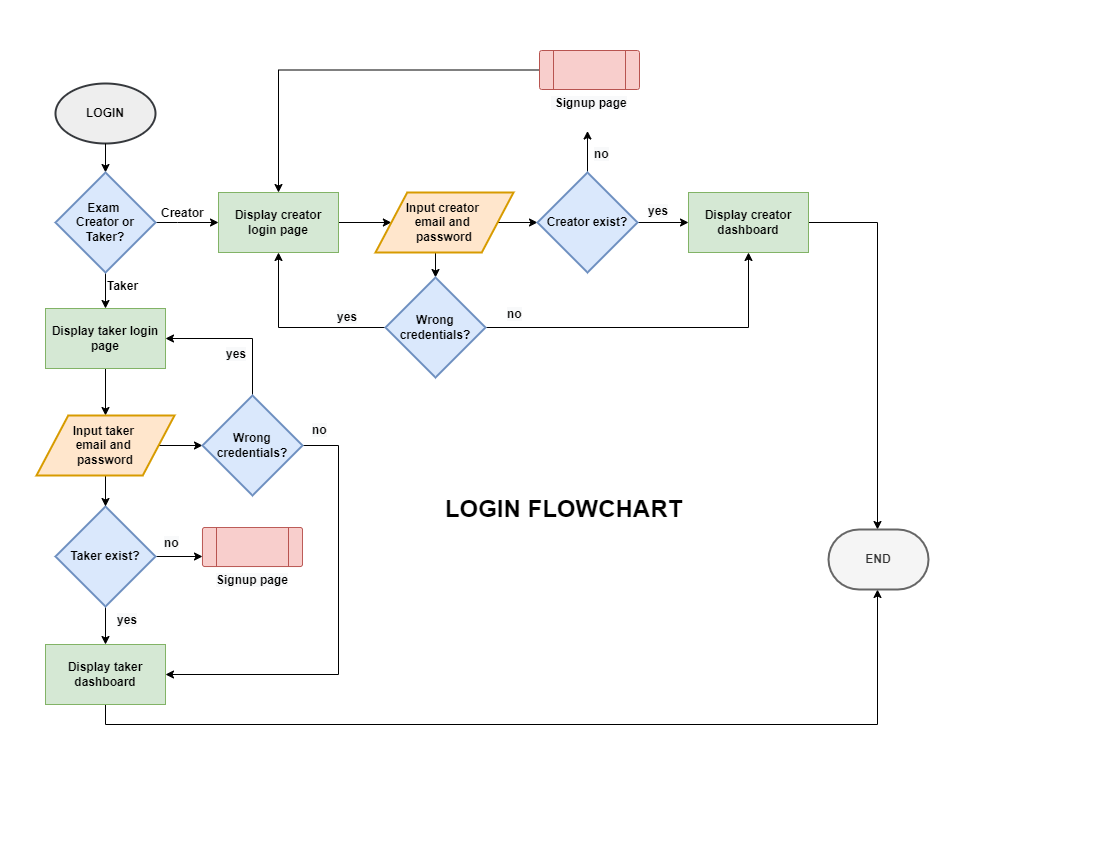 Signup page
LOGIN
no
Exam
Creator or
Taker?
Creator
Display creator
login page
Input creator
email and
password
Creator exist?
yes
Display creator
dashboard
Taker
yes
Wrong
credentials?
no
Display taker login
page
yes
Input taker
email and
password
Wrong
credentials?
no
LOGIN FLOWCHART
Taker exist?
no
Signup page
END
yes
Display taker
dashboard